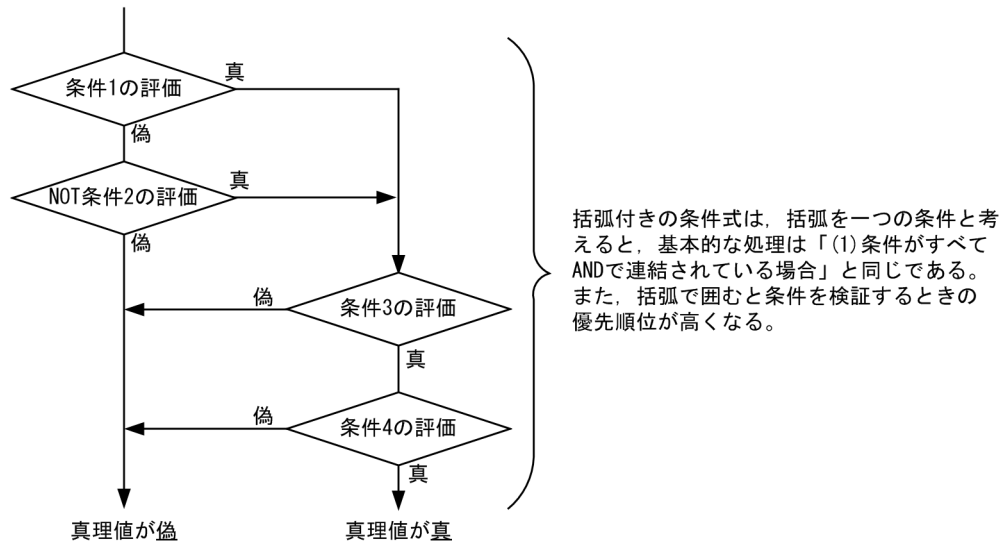 条件1の評価
真
偽
NOT条件2の評価
真
偽
条件3の評価
偽
真
条件4の評価
偽
真
真理値が偽
真理値が真
括弧付きの条件式は，括弧を一つの条件と考
えると，基本的な処理は「(1)条件がすべて
ANDで連結されている場合」と同じである。
また，括弧で囲むと条件を検証するときの
優先順位が高くなる。